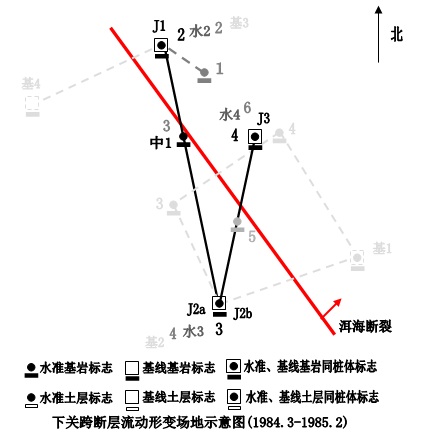 J1
2 水2 2 基3
北
1
基4
水4 6
J3
3
4
4
中1
3
5
基1
J2a
J2b
4 水3 3
基2
洱海断裂
水准基岩标志 基线基岩标志 水准、基线基岩同桩体标志
水准土层标志 基线土层标志 水准、基线土层同桩体标志
下关跨断层流动形变场地示意图(1984.3-1985.2)